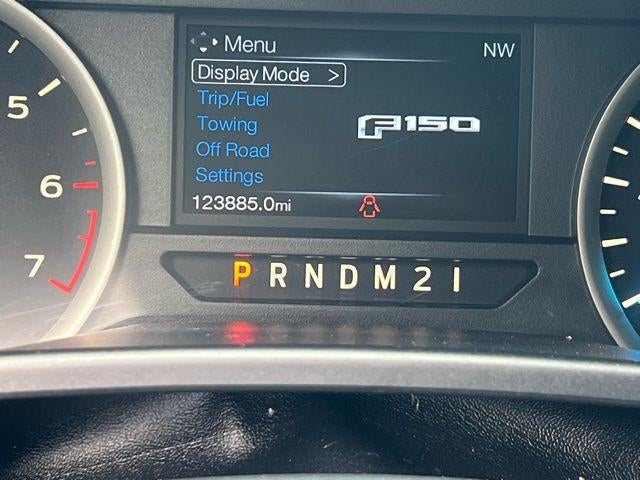 Menu
NW
Display Mode >
Trip/Fuel
Towing
F150
Off Road
Settings
123885.0mi
5
6
7
P R N D M 2 1